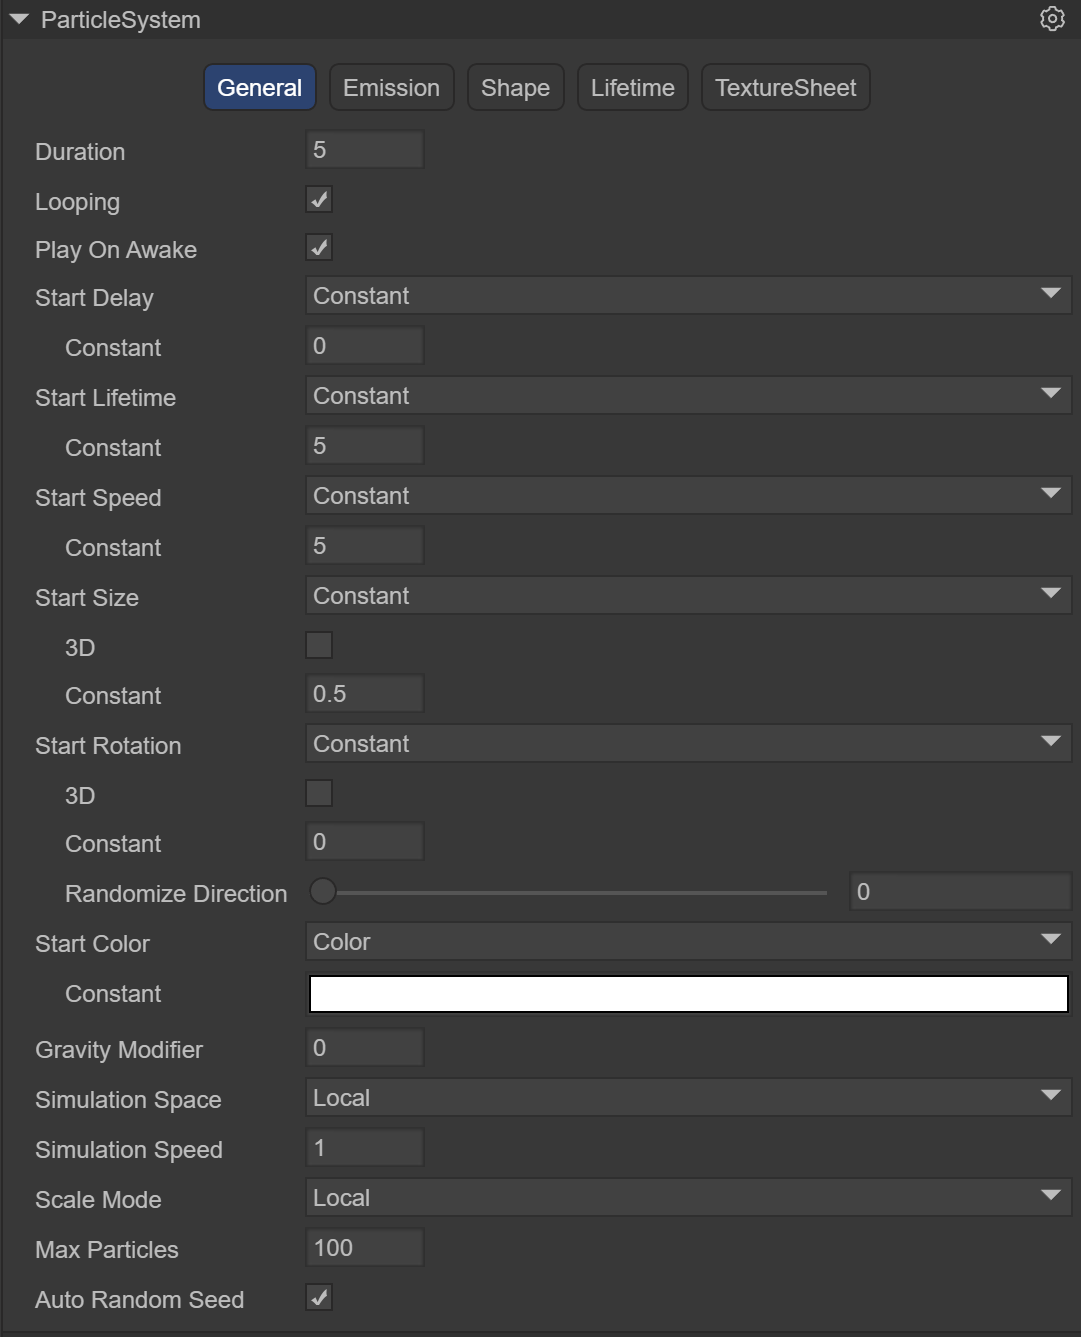 ParticleSystem
General Emission Shape Lifetime TextureSheet
Duration 5
Looping
Play On Awake
Start Delay Constant
Constant 0
Start Lifetime Constant
Constant 5
Start Speed Constant
Constant 5
Start Size Constant
3D
Constant 0.5
Start Rotation Constant
3D
Constant 0
Randomize Direction 0
Start Color Color
Constant
Gravity Modifier 0
Simulation Space Local
Simulation Speed 1
Scale Mode Local
Max Particles 100
Auto Random Seed